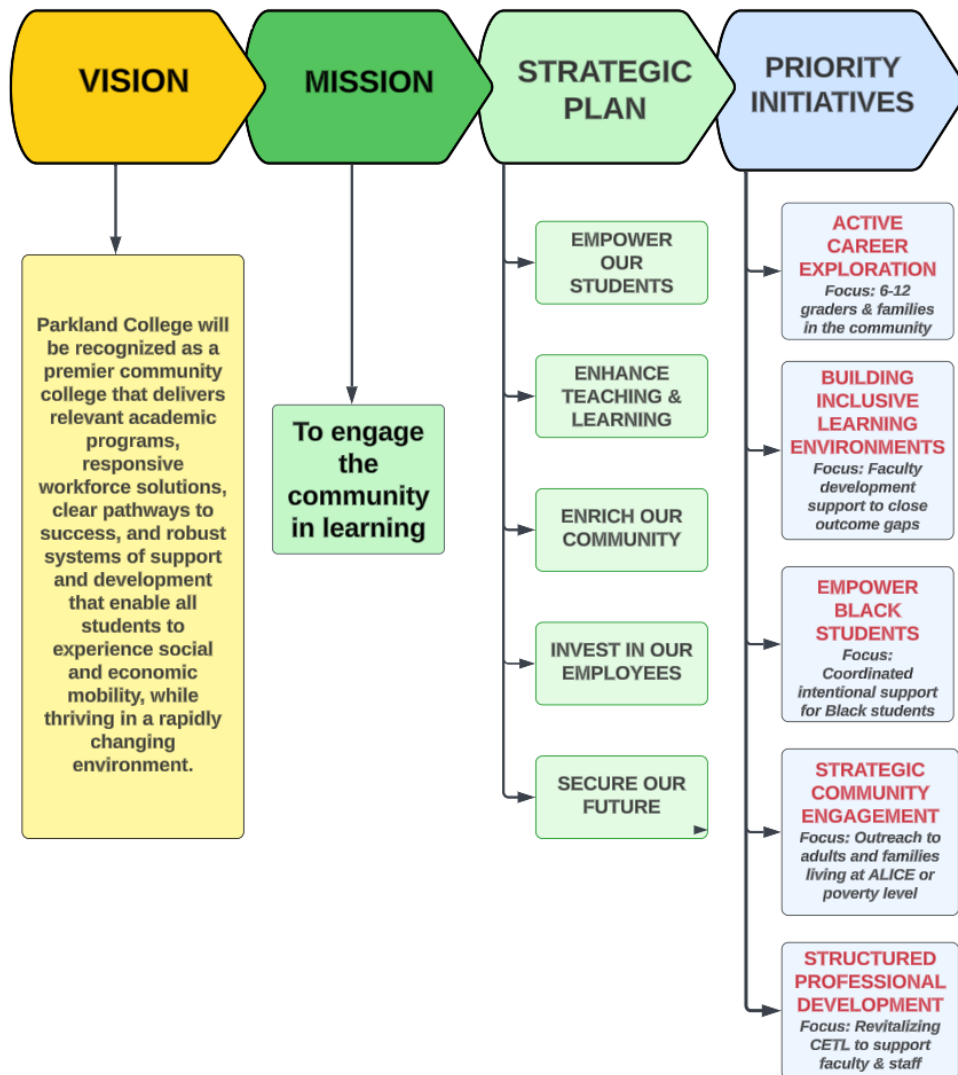 VISION
MISSION
STRATEGIC
PLAN
PRIORITY
INITIATIVES
Parkland College will
be recognized as a
premier community
college that delivers
relevant academic
programs,
responsive
workforce solutions,
clear pathways to
success, and robust
systems of support
and development
that enable all
students to
experience social
and economic
mobility, while
thriving in a rapidly
changing
environment.
To engage
the
community
in learning
EMPOWER
OUR
STUDENTS
ENHANCE
TEACHING &
LEARNING
ENRICH OUR
COMMUNITY
INVEST IN OUR
EMPLOYEES
SECURE OUR
FUTURE
ACTIVE
CAREER
EXPLORATION
Focus: 6-12
graders & families
in the community
BUILDING
INCLUSIVE
LEARNING
ENVIRONMENTS
Focus: Faculty
development
support to close
outcome gaps
EMPOWER
BLACK
STUDENTS
Focus:
Coordinated
intentional support
for Black students
STRATEGIC
COMMUNITY
ENGAGEMENT
Focus: Outreach to
adults and families
living at ALICE or
poverty level
STRUCTURED
PROFESSIONAL
DEVELOPMENT
Focus: Revitalizing
CETL to support
faculty & staff